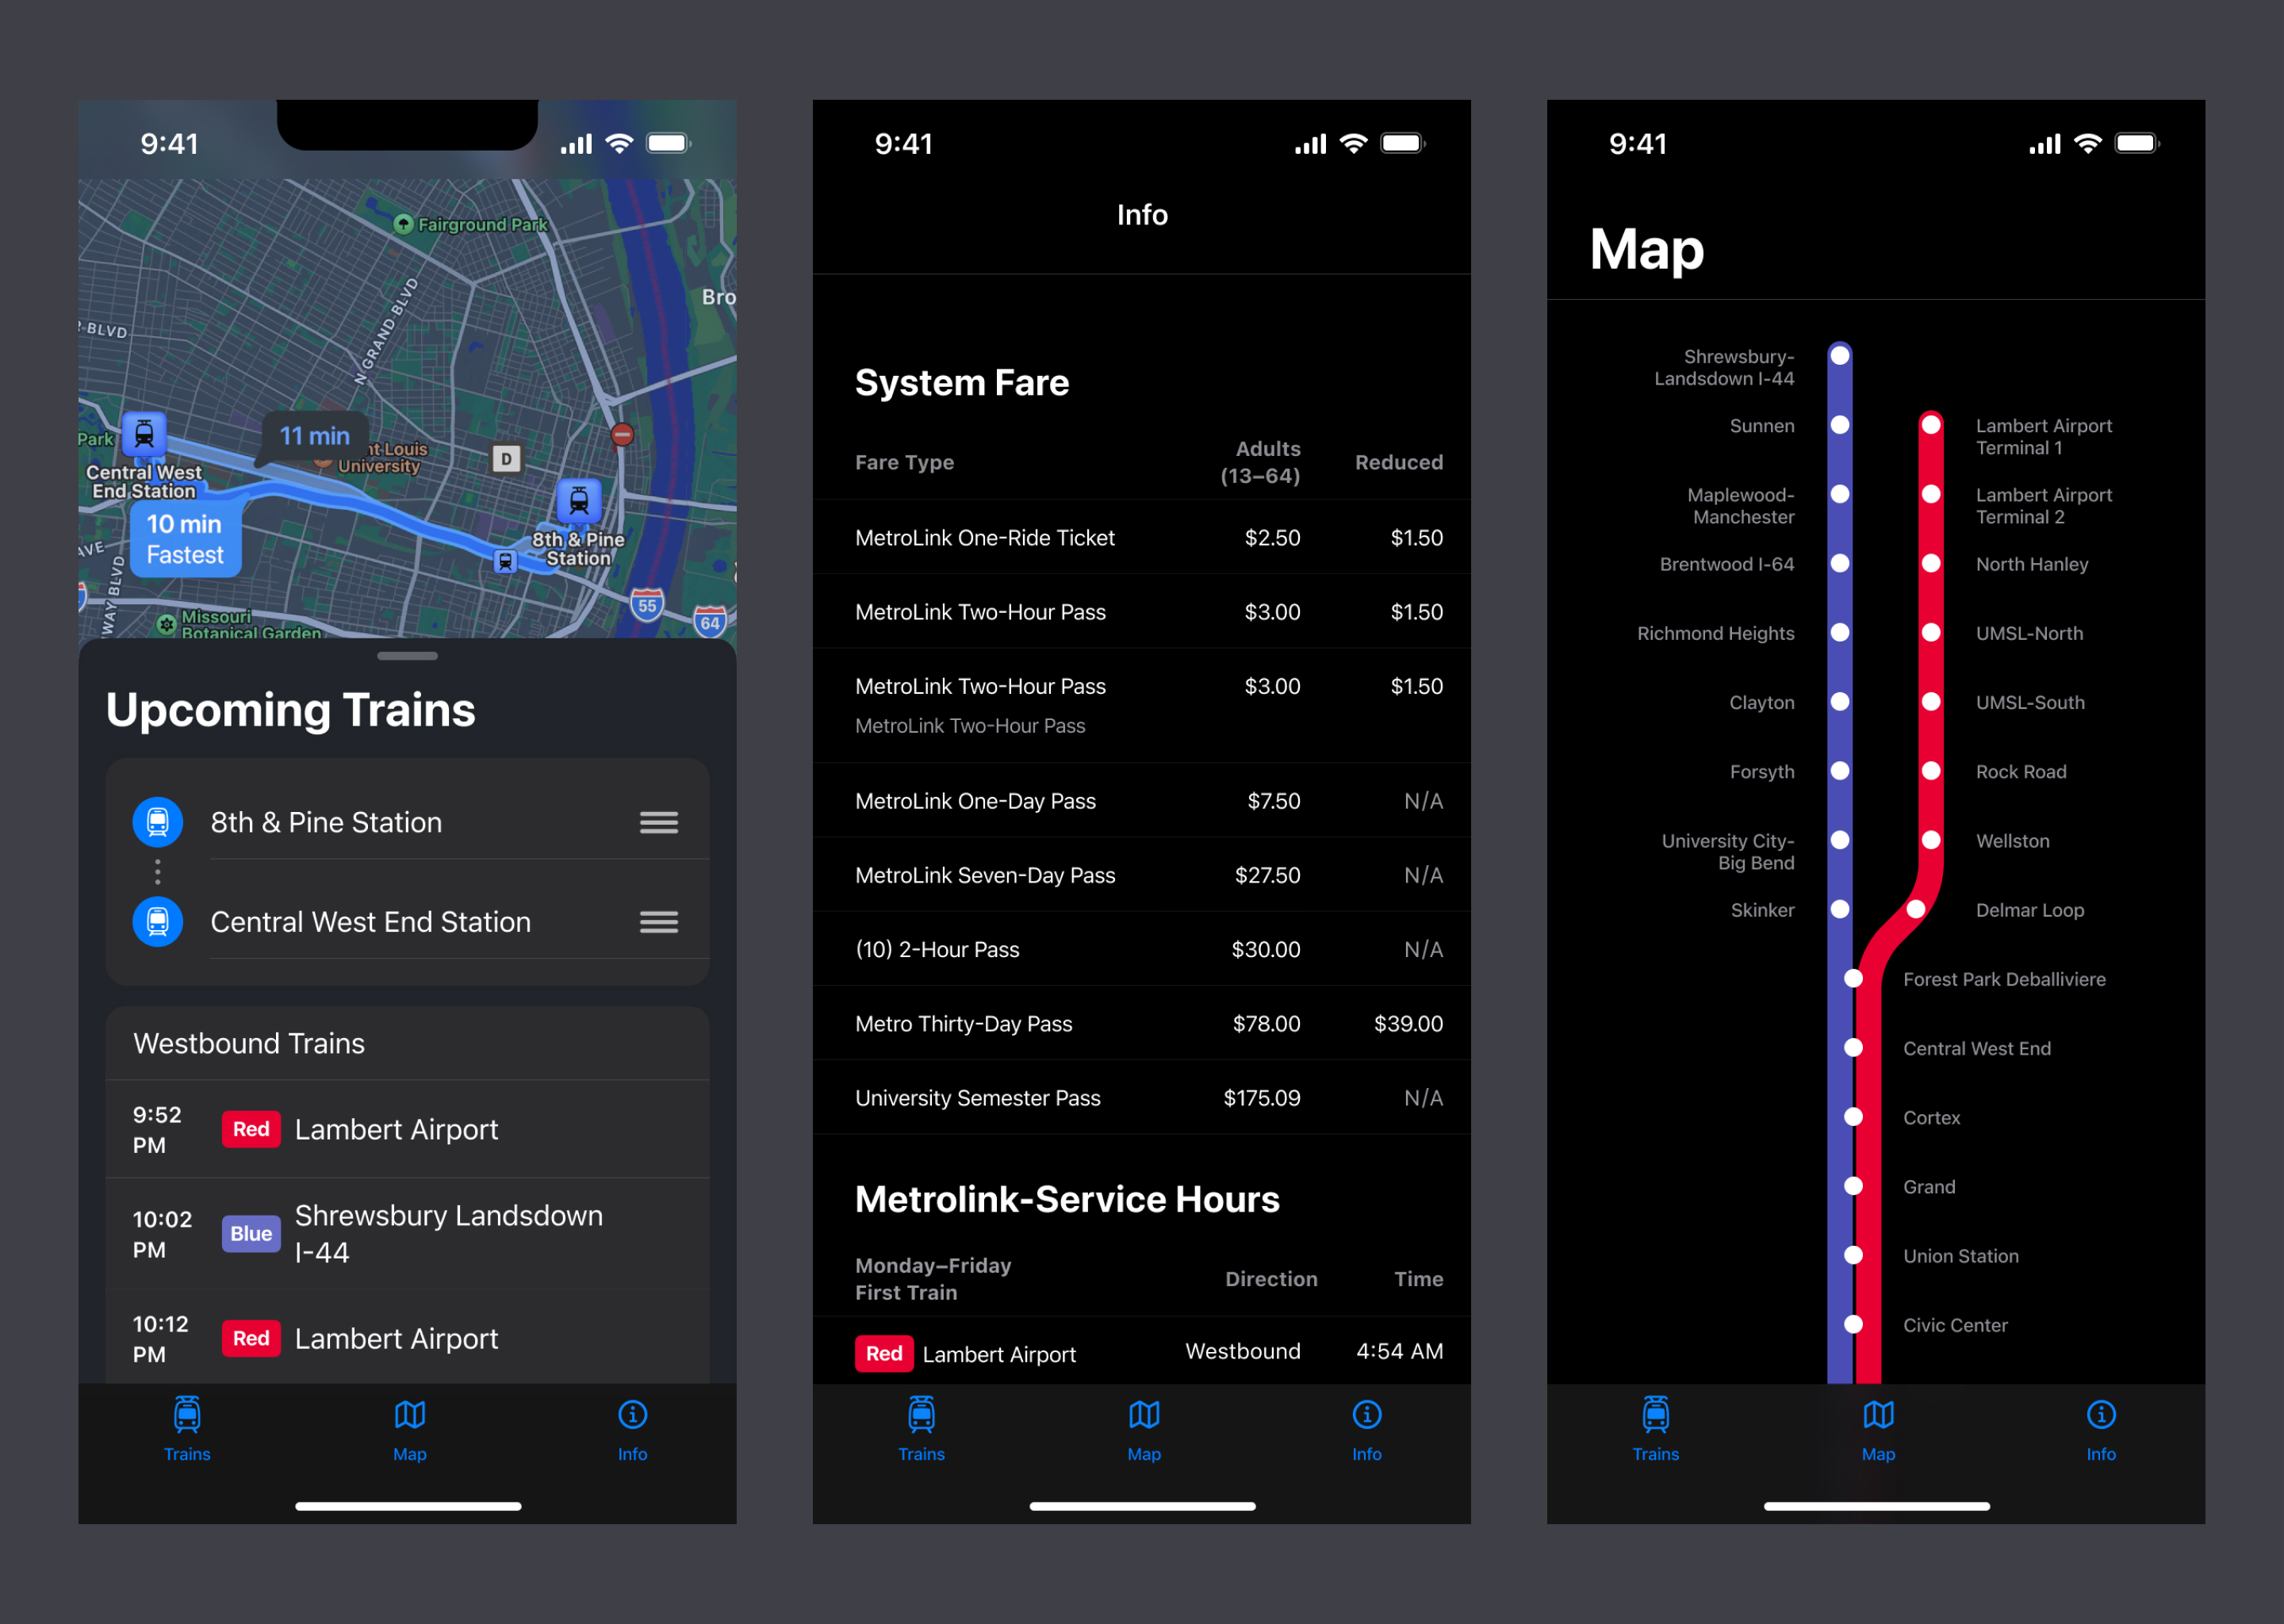 9:41
Fairground Park
Bro
N GRAND BLVD
BLVD
Park
11 min
nt Louis
University
D
Central West
End Station
10 min
Fastest
8th & Pine
Station
AVE
WAY BLVD
55
64
Missouri
Botanical Garden
Upcoming Trains
8th & Pine Station
Central West End Station
Westbound Trains
9:52
PM
Red
Lambert Airport
10:02
PM
Blue
Shrewsbury Landsdown
I-44
10:12
PM
Red
Lambert Airport
Trains
Map
Info
9:41
Info
System Fare
Fare Type
Adults
(13–64)
Reduced
MetroLink One-Ride Ticket $2.50 $1.50
MetroLink Two-Hour Pass $3.00 $1.50
MetroLink Two-Hour Pass $3.00 $1.50
MetroLink Two-Hour Pass
MetroLink One-Day Pass $7.50 N/A
MetroLink Seven-Day Pass $27.50 N/A
(10) 2-Hour Pass $30.00 N/A
Metro Thirty-Day Pass $78.00 $39.00
University Semester Pass $175.09 N/A
Metrolink-Service Hours
Monday–Friday
First Train
Direction
Time
Red Lambert Airport Westbound 4:54 AM
Trains
Map
Info
9:41
Map
Shrewsbury-
Landsdown I-44
Sunnen
Maplewood-
Manchester
Brentwood I-64
Richmond Heights
Clayton
Forsyth
University City-
Big Bend
Skinker
Lambert Airport
Terminal 1
Lambert Airport
Terminal 2
North Hanley
UMSL-North
UMSL-South
Rock Road
Wellston
Delmar Loop
Forest Park Deballiviere
Central West End
Cortex
Grand
Union Station
Civic Center
Trains
Map
Info